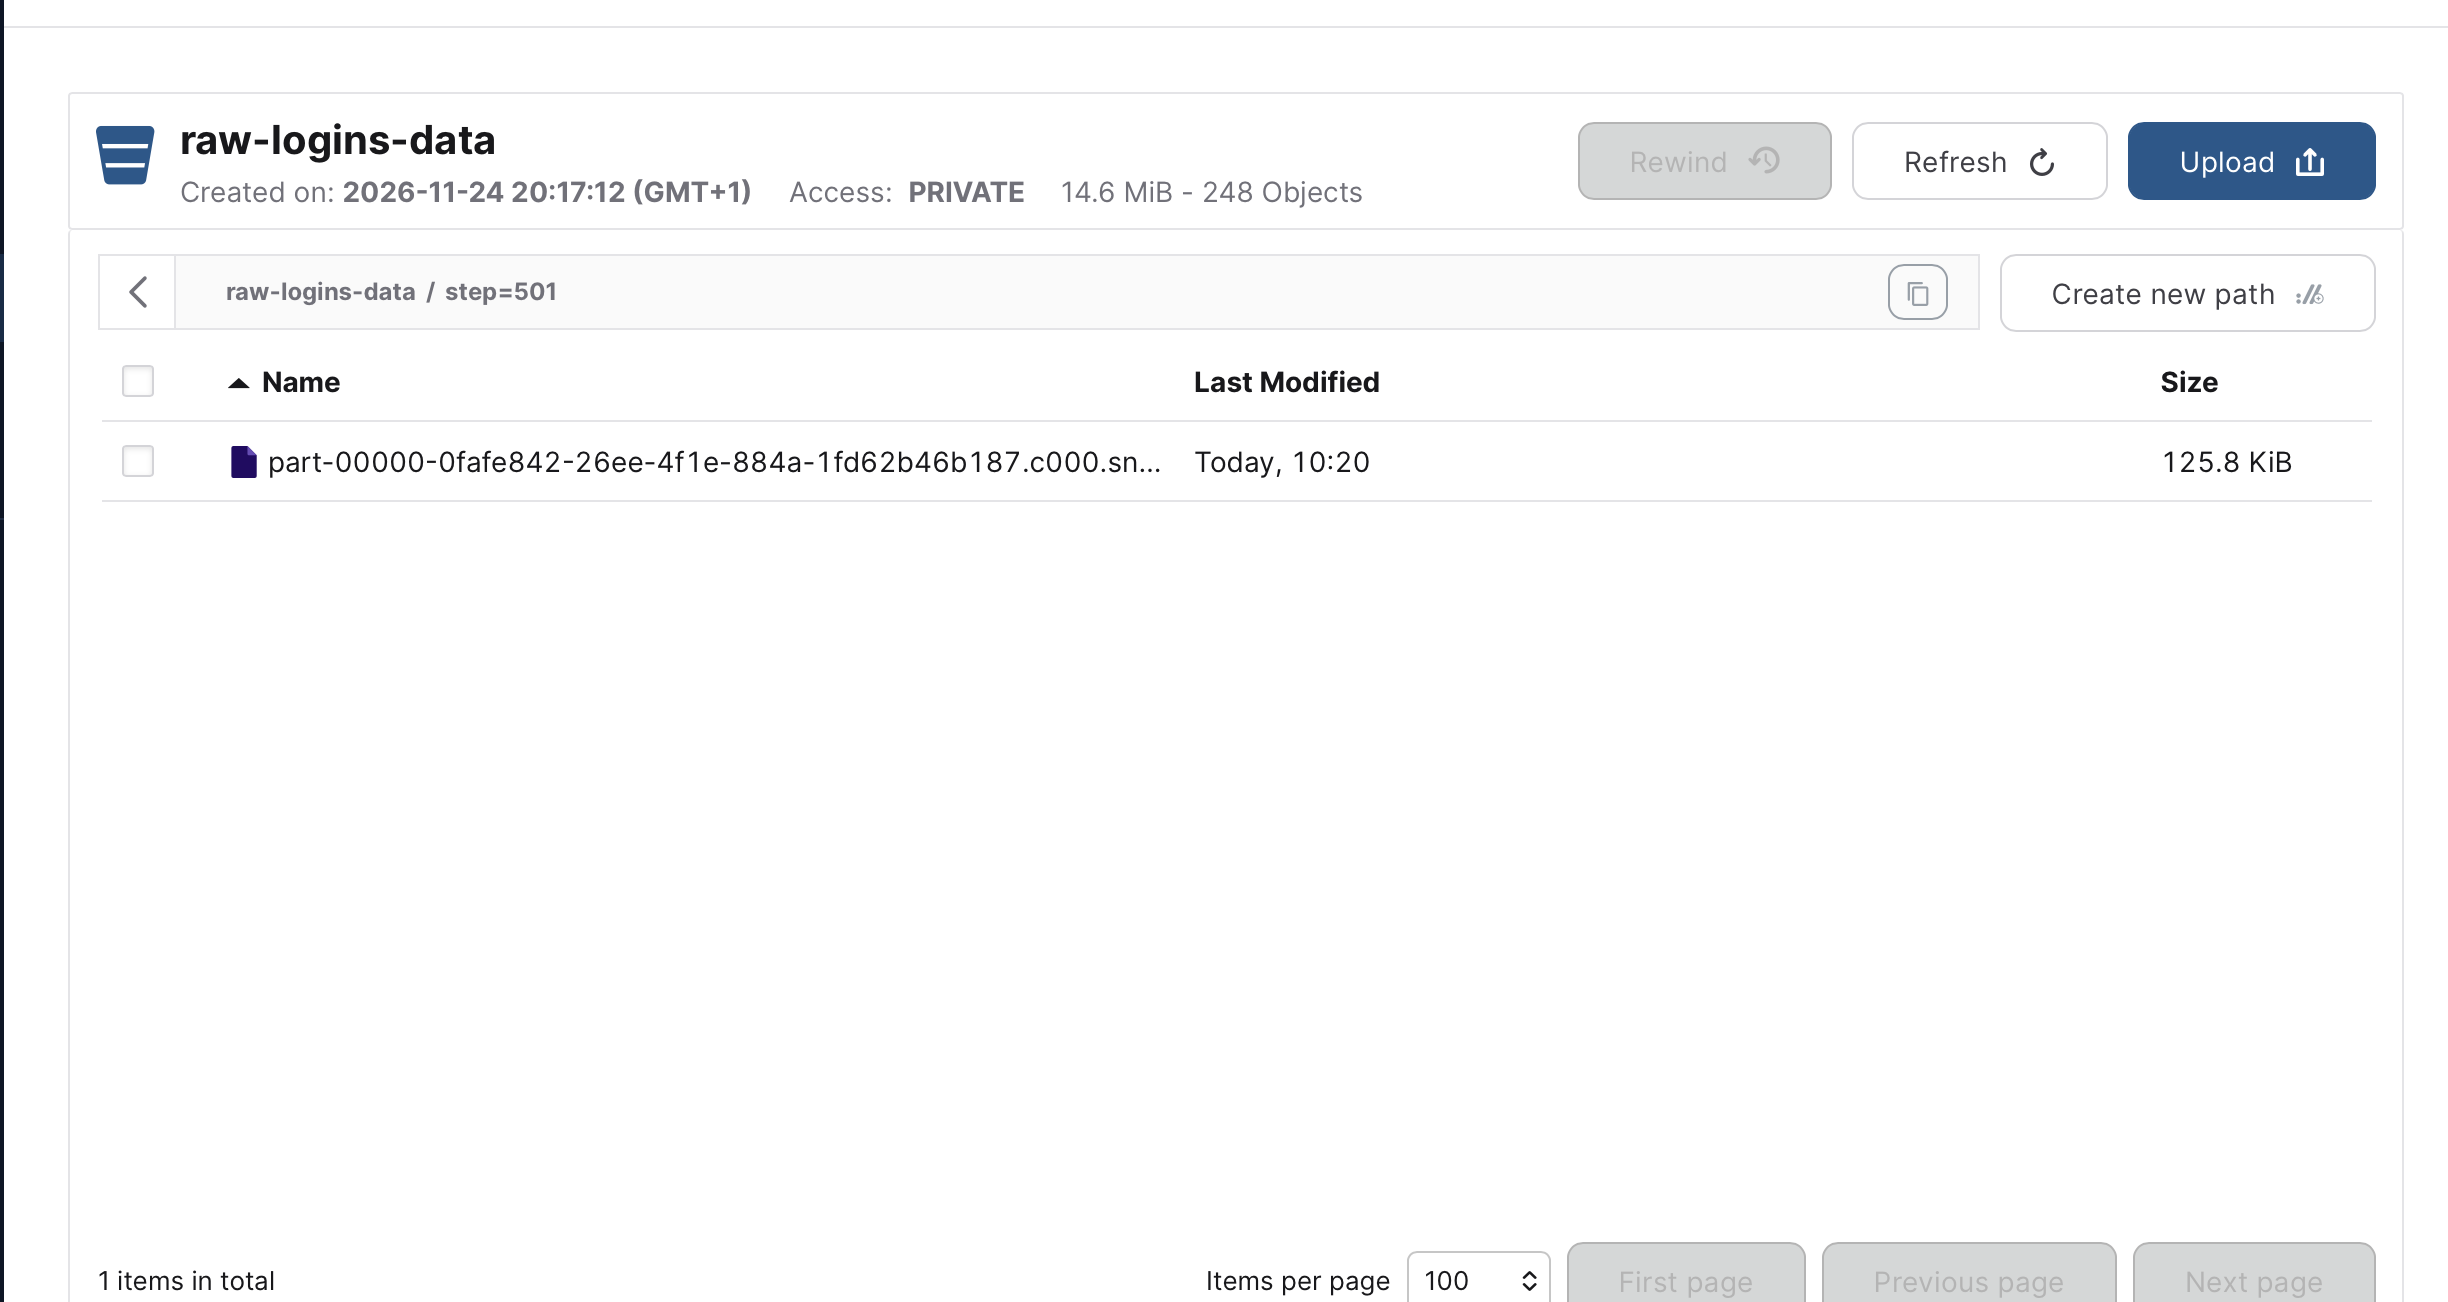 raw-logins-data
Created on: 2026-11-24 20:17:12 (GMT+1) Access: PRIVATE 14.6 MiB - 248 Objects
Rewind Refresh Upload
raw-logins-data / step=501
Create new path
Name Last Modified Size
part-00000-0fafe842-26ee-4f1e-884a-1fd62b46b187.c000.sn... Today, 10:20 125.8 KiB
1 items in total Items per page 100 First page Previous page Next page